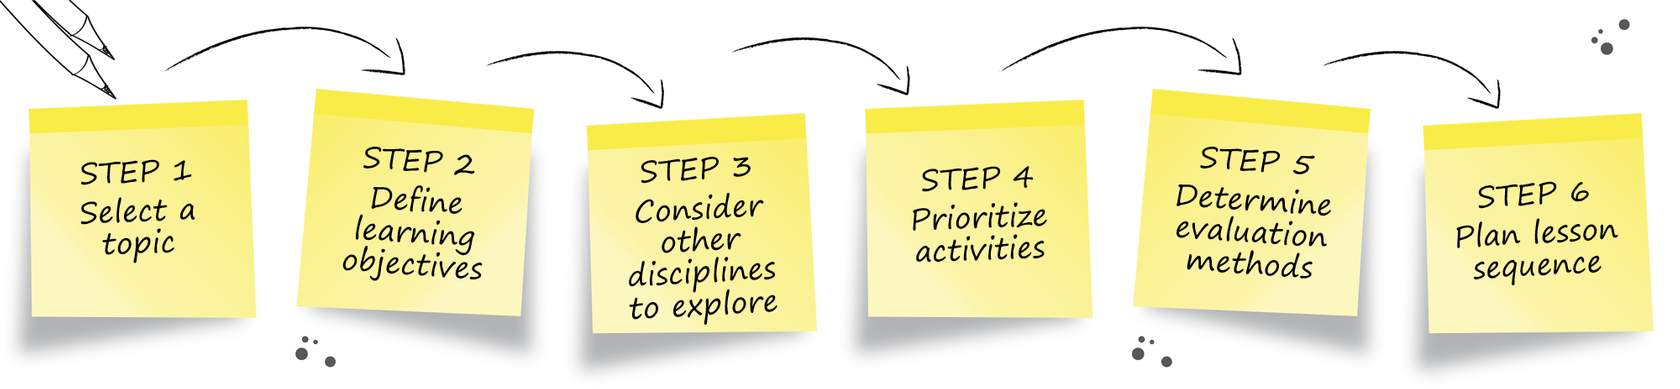 STEP 1
Select a
topic
STEP 2
Define
learning
objectives
STEP 3
Consider
other
disciplines
to explore
STEP 4
Prioritize
activities
STEP 5
Determine
evaluation
methods
STEP 6
Plan lesson
sequence